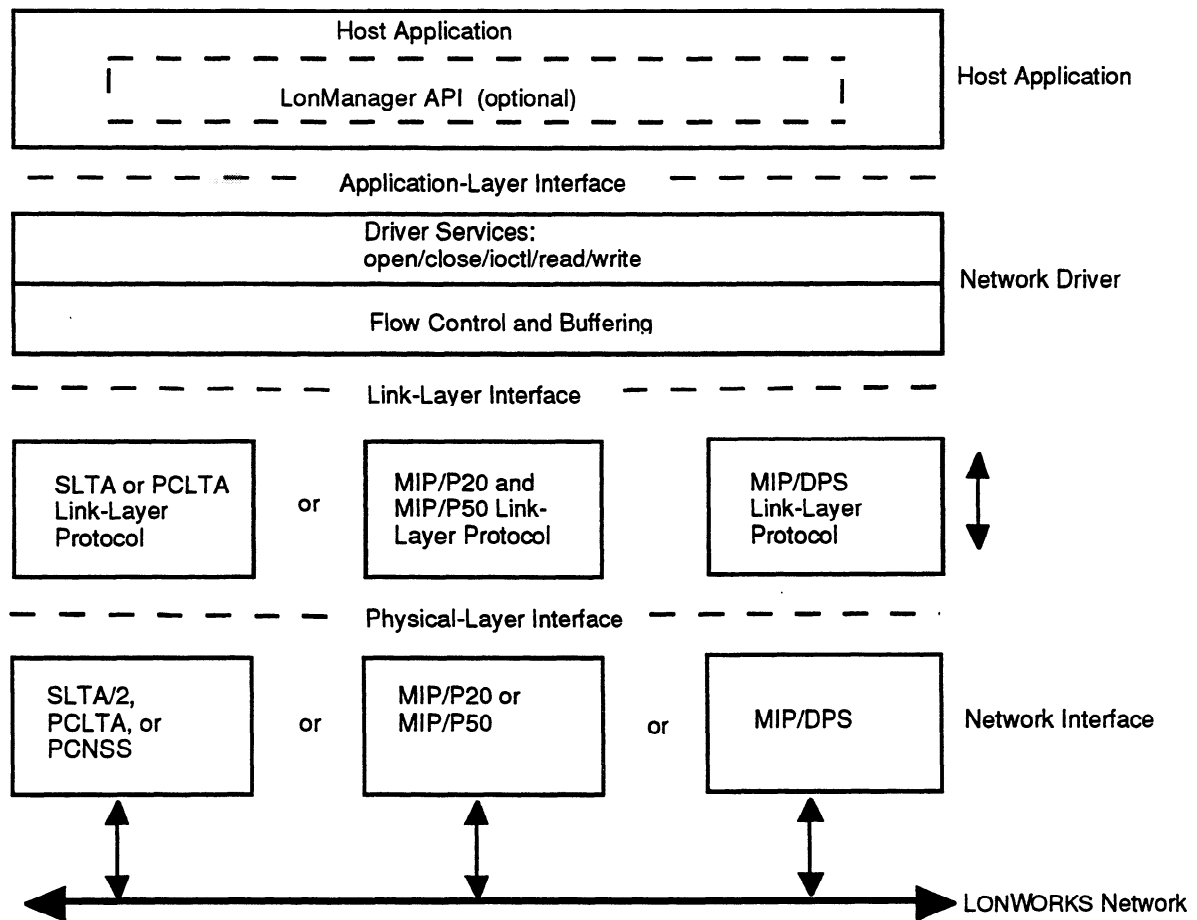 Host Application
LonManager API (optional)
Host Application
Application-Layer Interface
Driver Services:
open/close/ioctl/read/write
Network Driver
Flow Control and Buffering
Link-Layer Interface
SLTA or PCLTA
Link-Layer
Protocol
or
MIP/P20 and
MIP/P50 Link-
Layer Protocol
MIP/DPS
Link-Layer
Protocol
Physical-Layer Interface
SLTA/2,
PCLTA, or
PCNSS
or
MIP/P20 or
MIP/P50
or
MIP/DPS
Network Interface
LONWORKS Network